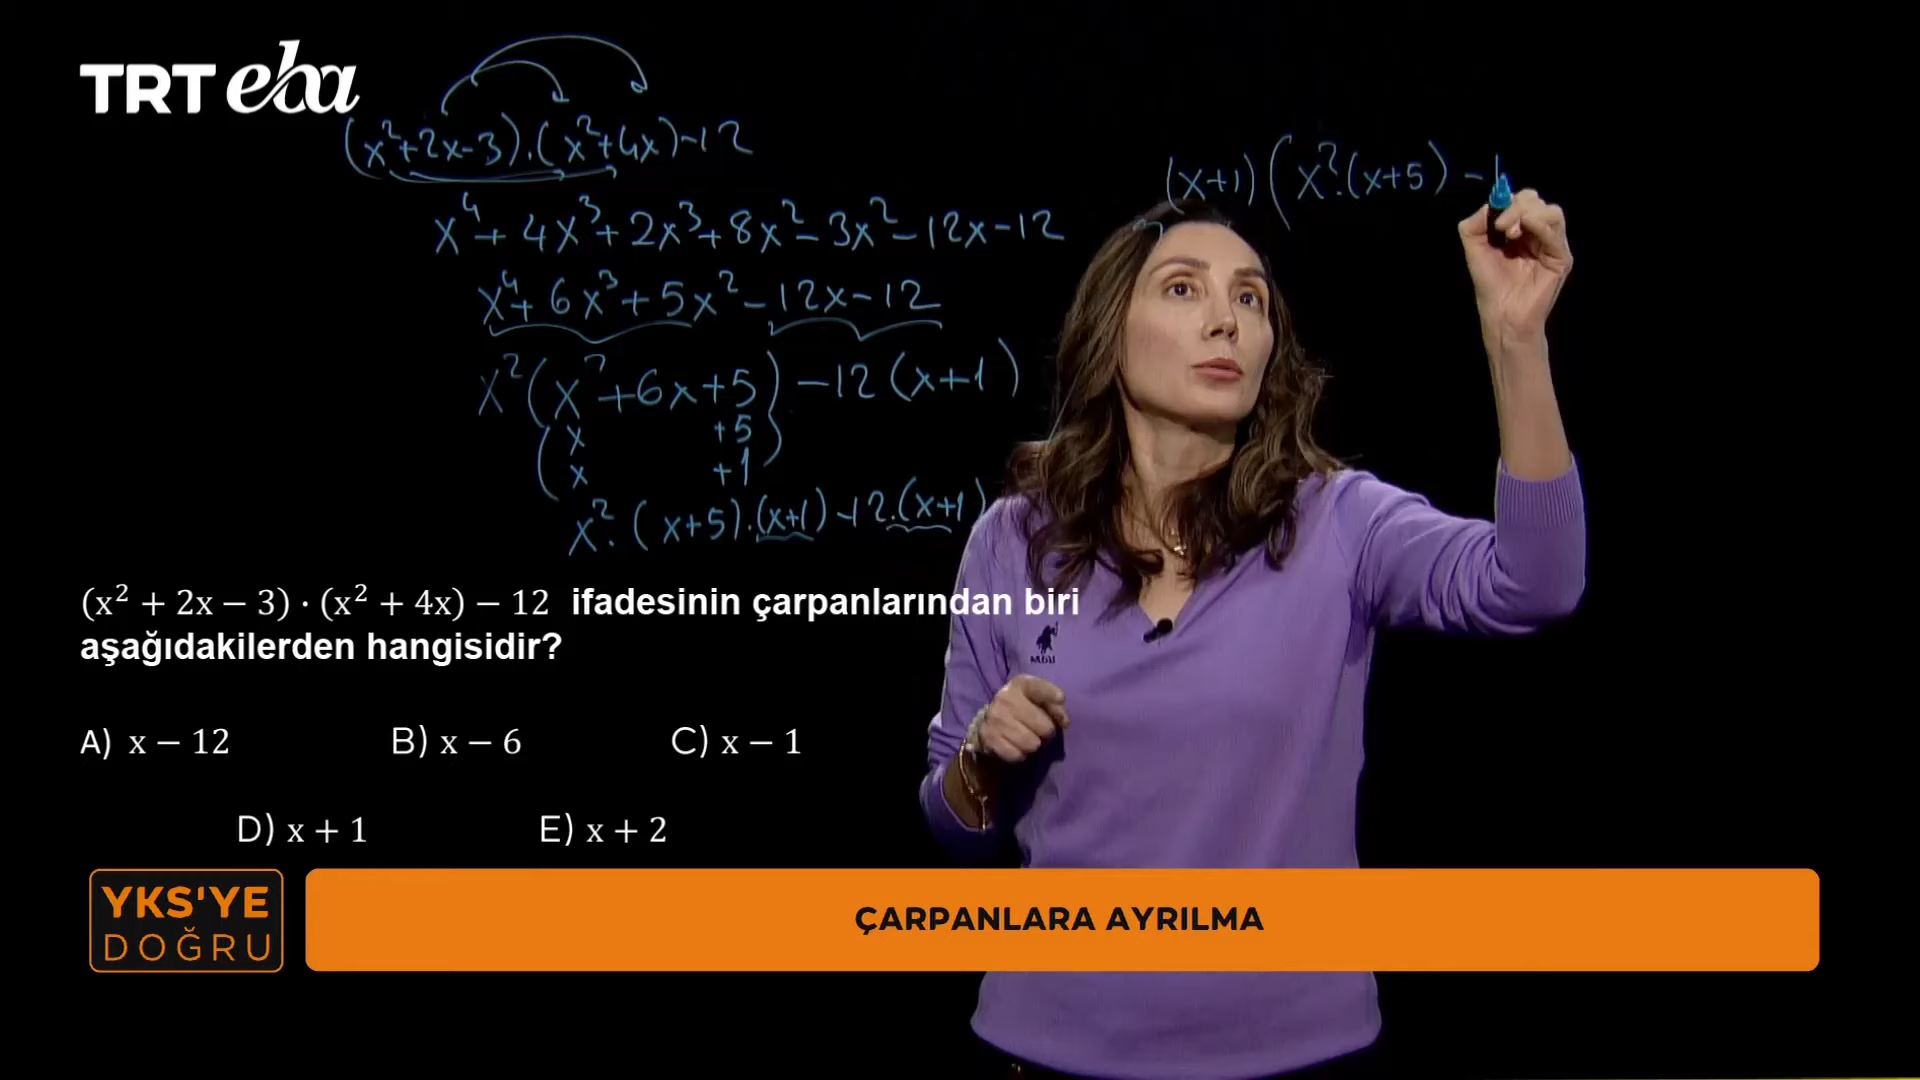 TRT eba
(x²+2x-3).(x²+4x)-12
x⁴+4x³+2x³+8x²-3x²-12x-12
x⁴+6x³+5x²-12x-12
x²(x²+6x+5)-12(x+1)
x +5
x +1
x².(x+5).(x+1)-12.(x+1)
(x+1)(x².(x+5)-1
(x² + 2x − 3) · (x² + 4x) − 12 ifadesinin çarpanlarından biri
aşağıdakilerden hangisidir?
A) x − 12 B) x − 6 C) x − 1
D) x + 1 E) x + 2
YKS'YE
DOĞRU
ÇARPANLARA AYRILMA